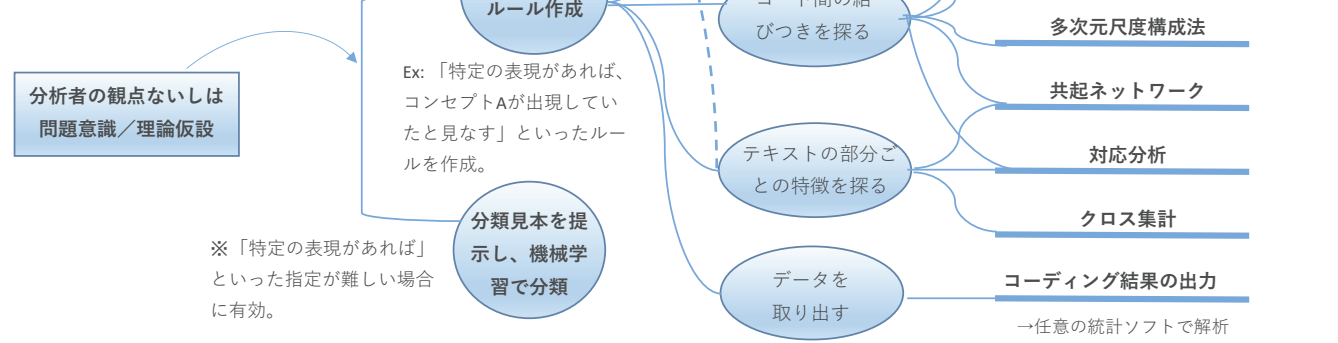 分析者の観点ないしは
問題意識／理論仮設
ルール作成
Ex: 「特定の表現があれば、
コンセプトAが出現してい
たと見なす」といったルー
ルを作成。
分類見本を提
示し、機械学
習で分類
※「特定の表現があれば」
といった指定が難しい場合
に有効。
コード間の結
びつきを探る
テキストの部分ご
との特徴を探る
データを
取り出す
多次元尺度構成法
共起ネットワーク
対応分析
クロス集計
コーディング結果の出力
→任意の統計ソフトで解析